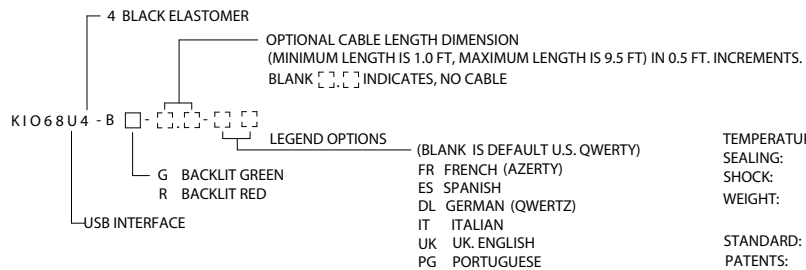 4 BLACK ELASTOMER
OPTIONAL CABLE LENGTH DIMENSION
(MINIMUM LENGTH IS 1.0 FT, MAXIMUM LENGTH IS 9.5 FT) IN 0.5 FT. INCREMENTS.
BLANK . INDICATES, NO CABLE
KIO68U4 - B - . -
LEGEND OPTIONS
(BLANK IS DEFAULT U.S. QWERTY)
FR FRENCH (AZERTY)
ES SPANISH
DL GERMAN (QWERTZ)
IT ITALIAN
UK UK. ENGLISH
PG PORTUGUESE
G BACKLIT GREEN
R BACKLIT RED
USB INTERFACE
SEALING:
SHOCK:
WEIGHT:
STANDARD:
PATENTS: